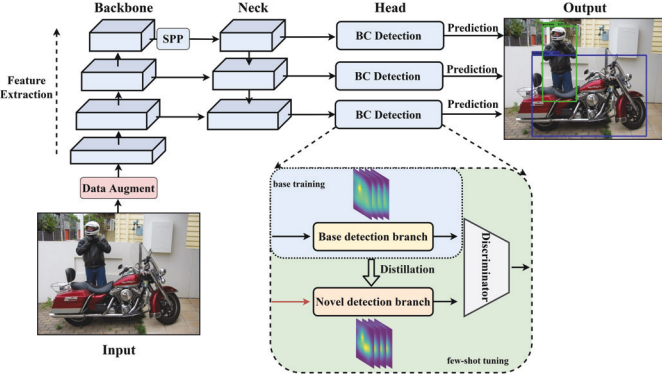 Backbone
Neck
Head
Output
SPP
BC Detection
Prediction
BC Detection
Prediction
BC Detection
Prediction
Feature
Extraction
Data Augment
Input
base training
Base detection branch
Distillation
Novel detection branch
Discriminator
few-shot tuning